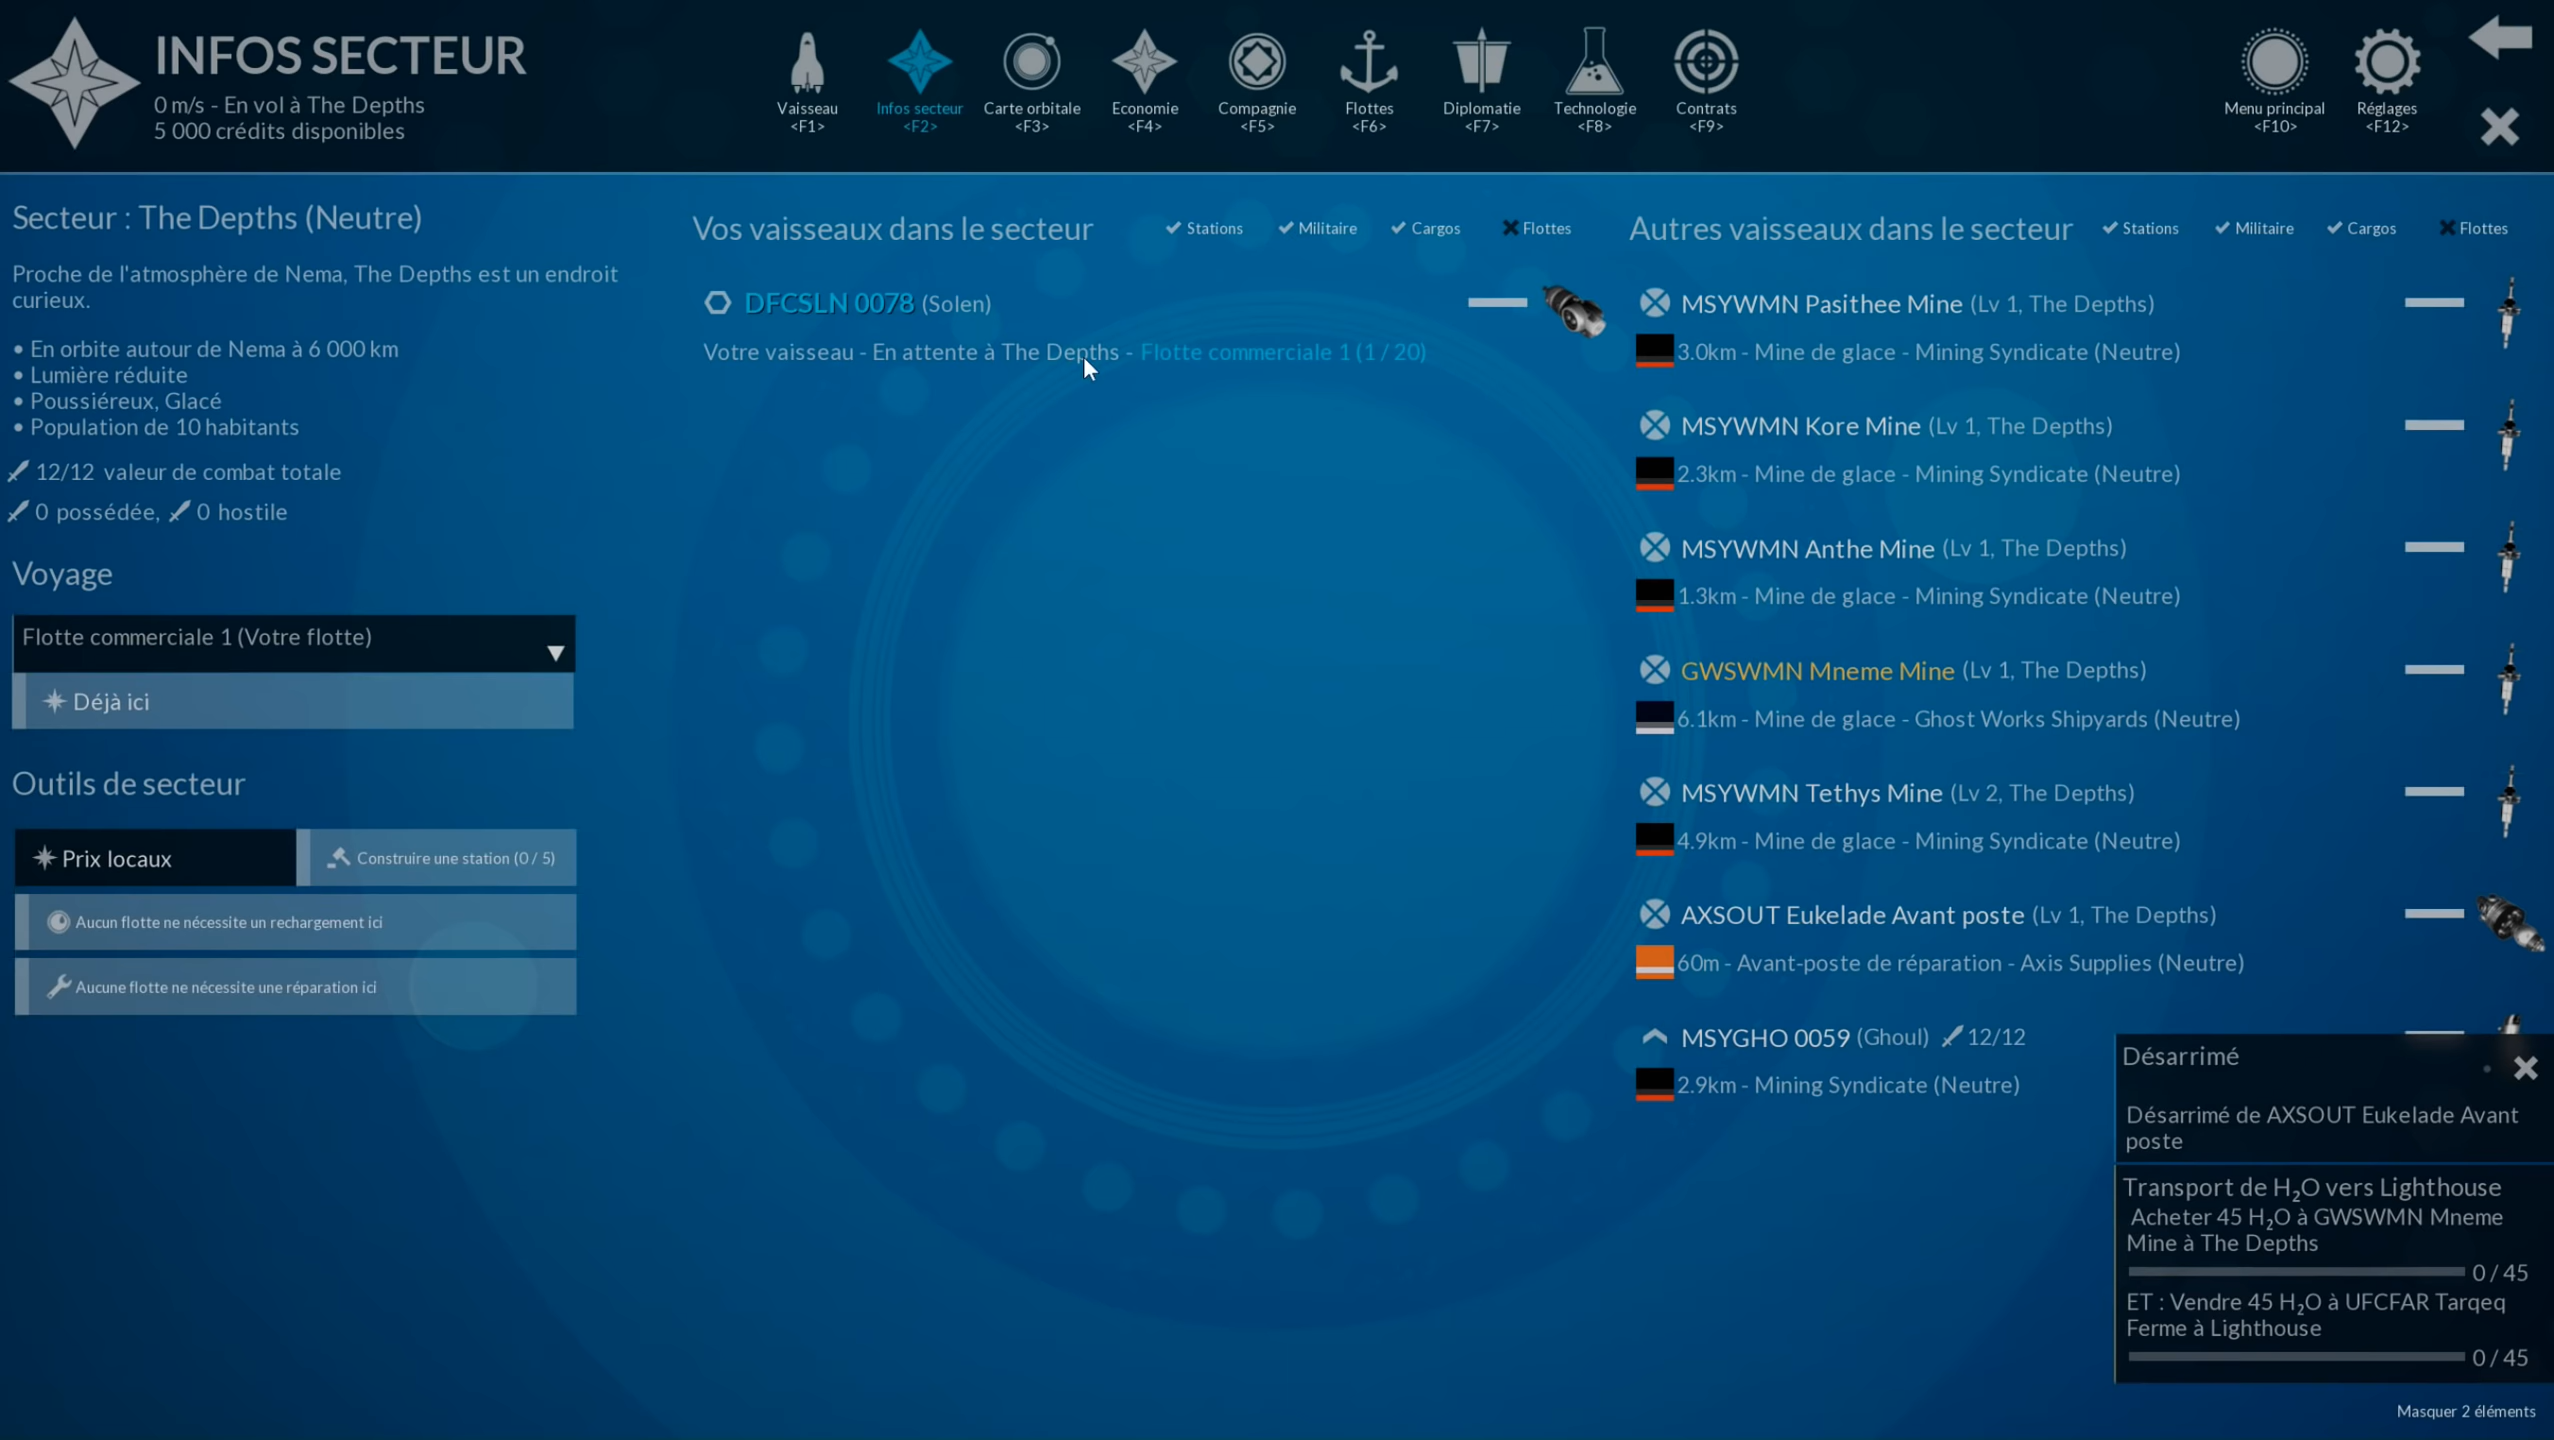 INFOS SECTEUR
0 m/s - En vol à The Depths
5 000 crédits disponibles
Vaisseau
<F1>
Infos secteur
<F2>
Carte orbitale
<F3>
Economie
<F4>
Compagnie
<F5>
Flottes
<F6>
Diplomatie
<F7>
Technologie
<F8>
Contrats
<F9>
Menu principal
<F10>
Réglages
<F12>
Secteur : The Depths (Neutre)
Proche de l'atmosphère de Nema, The Depths est un endroit
curieux.
• En orbite autour de Nema à 6 000 km
• Lumière réduite
• Poussiéreux, Glacé
• Population de 10 habitants
12/12 valeur de combat totale
0 possédée, 0 hostile
Voyage
Flotte commerciale 1 (Votre flotte)
Déjà ici
Outils de secteur
Prix locaux
Construire une station (0 / 5)
Aucun flotte ne nécessite un rechargement ici
Aucune flotte ne nécessite une réparation ici
Vos vaisseaux dans le secteur
Stations
Militaire
Cargos
Flottes
DFCSLN 0078 (Solen)
Votre vaisseau - En attente à The Depths - Flotte commerciale 1 (1 / 20)
Autres vaisseaux dans le secteur
Stations
Militaire
Cargos
Flottes
MSYWMN Pasithee Mine (Lv 1, The Depths)
3.0km - Mine de glace - Mining Syndicate (Neutre)
MSYWMN Kore Mine (Lv 1, The Depths)
2.3km - Mine de glace - Mining Syndicate (Neutre)
MSYWMN Anthe Mine (Lv 1, The Depths)
1.3km - Mine de glace - Mining Syndicate (Neutre)
GWSWMN Mneme Mine (Lv 1, The Depths)
6.1km - Mine de glace - Ghost Works Shipyards (Neutre)
MSYWMN Tethys Mine (Lv 2, The Depths)
4.9km - Mine de glace - Mining Syndicate (Neutre)
AXSOUT Eukelade Avant poste (Lv 1, The Depths)
60m - Avant-poste de réparation - Axis Supplies (Neutre)
MSYGHO 0059 (Ghoul) 12/12
2.9km - Mining Syndicate (Neutre)
Désarrimé
Désarrimé de AXSOUT Eukelade Avant
poste
Transport de H₂O vers Lighthouse
Acheter 45 H₂O à GWSWMN Mneme
Mine à The Depths
0 / 45
ET : Vendre 45 H₂O à UFCFAR Tarqeq
Ferme à Lighthouse
0 / 45
Masquer 2 éléments